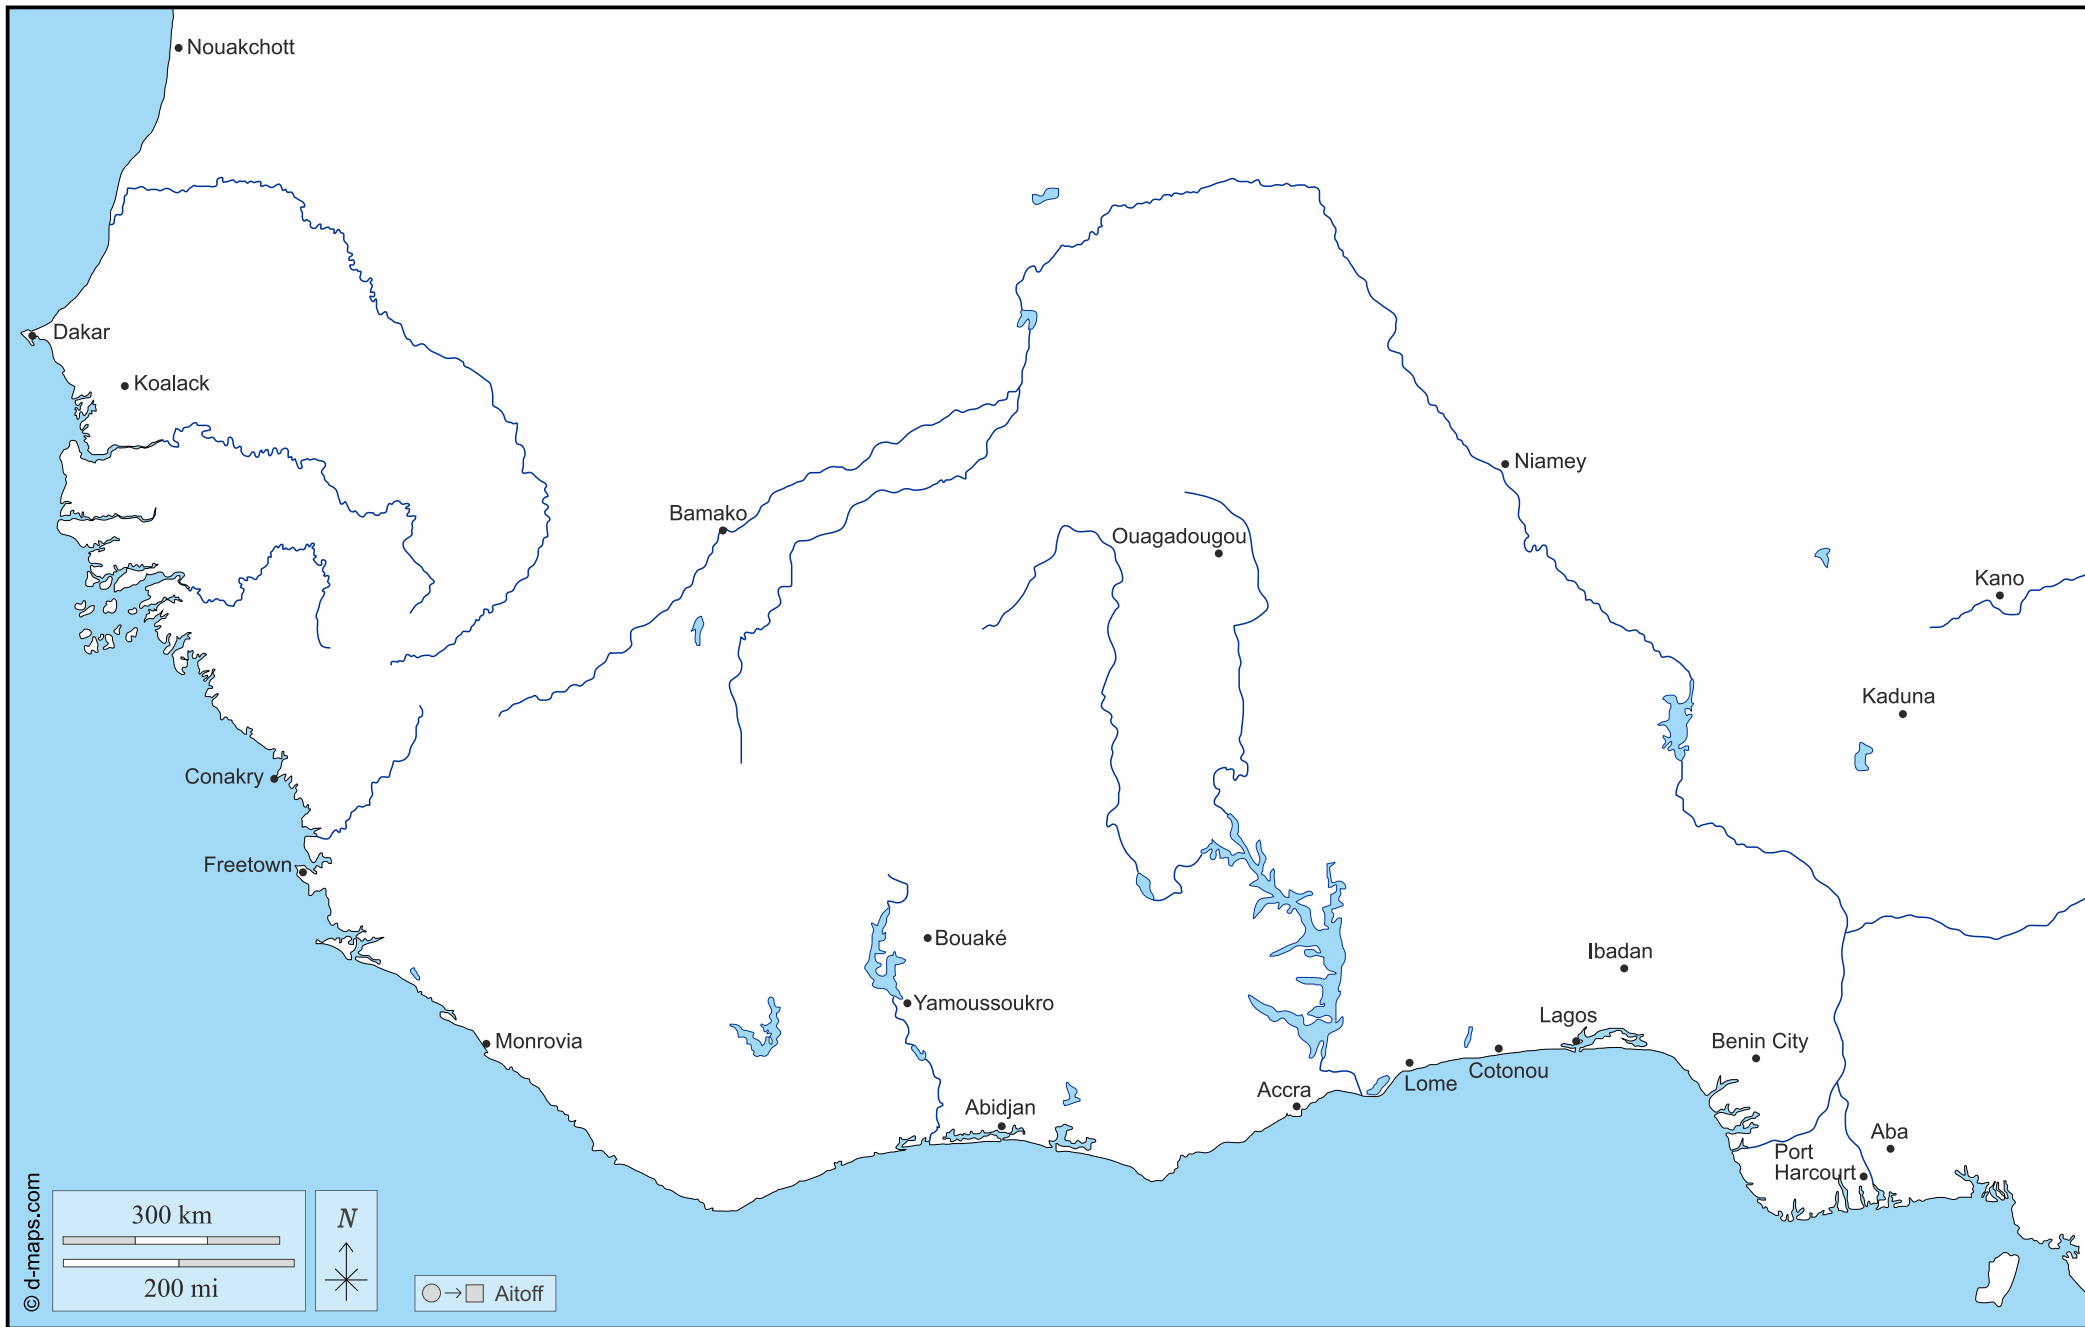 Nouakchott
Dakar
Koalack
Niamey
Bamako
Ouagadougou
Kano
Kaduna
Conakry
Freetown
Bouaké
Ibadan
Yamoussoukro
Lagos
Monrovia
Benin City
Cotonou
Lome
Accra
Abidjan
Aba
Port
Harcourt
© d-maps.com
300 km
200 mi
N
Aitoff